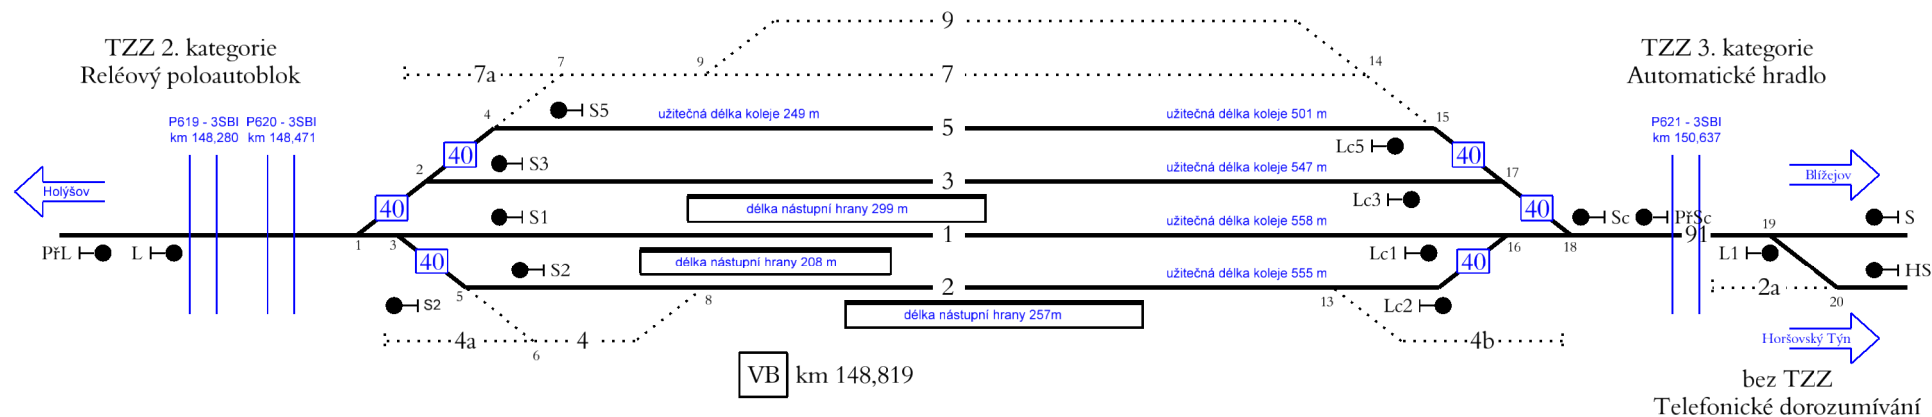 9
TZZ 2. kategorie
Reléový poloautoblok
TZZ 3. kategorie
Automatické hradlo
7a
7
9
7
14
P619 - 3SBI
km 148,280
P620 - 3SBI
km 148,471
4
S5
užitečná délka koleje 249 m
5
užitečná délka koleje 501 m
15
P621 - 3SBI
km 150,637
40
S3
Lc5
40
2
užitečná délka koleje 547 m
3
17
Holýšov
Blížejov
40
S1
délka nástupní hrany 299 m
Lc3
40
Sc
PřSc
S
užitečná délka koleje 558 m
1
91
19
PřL
L
1
3
16
18
40
S2
délka nástupní hrany 208 m
Lc1
40
L1
HS
užitečná délka koleje 555 m
5
2
8
13
2a
20
S2
délka nástupní hrany 257m
Lc2
4a
6
4
4b
Horšovský Týn
VB km 148,819
bez TZZ
Telefonické dorozumívání